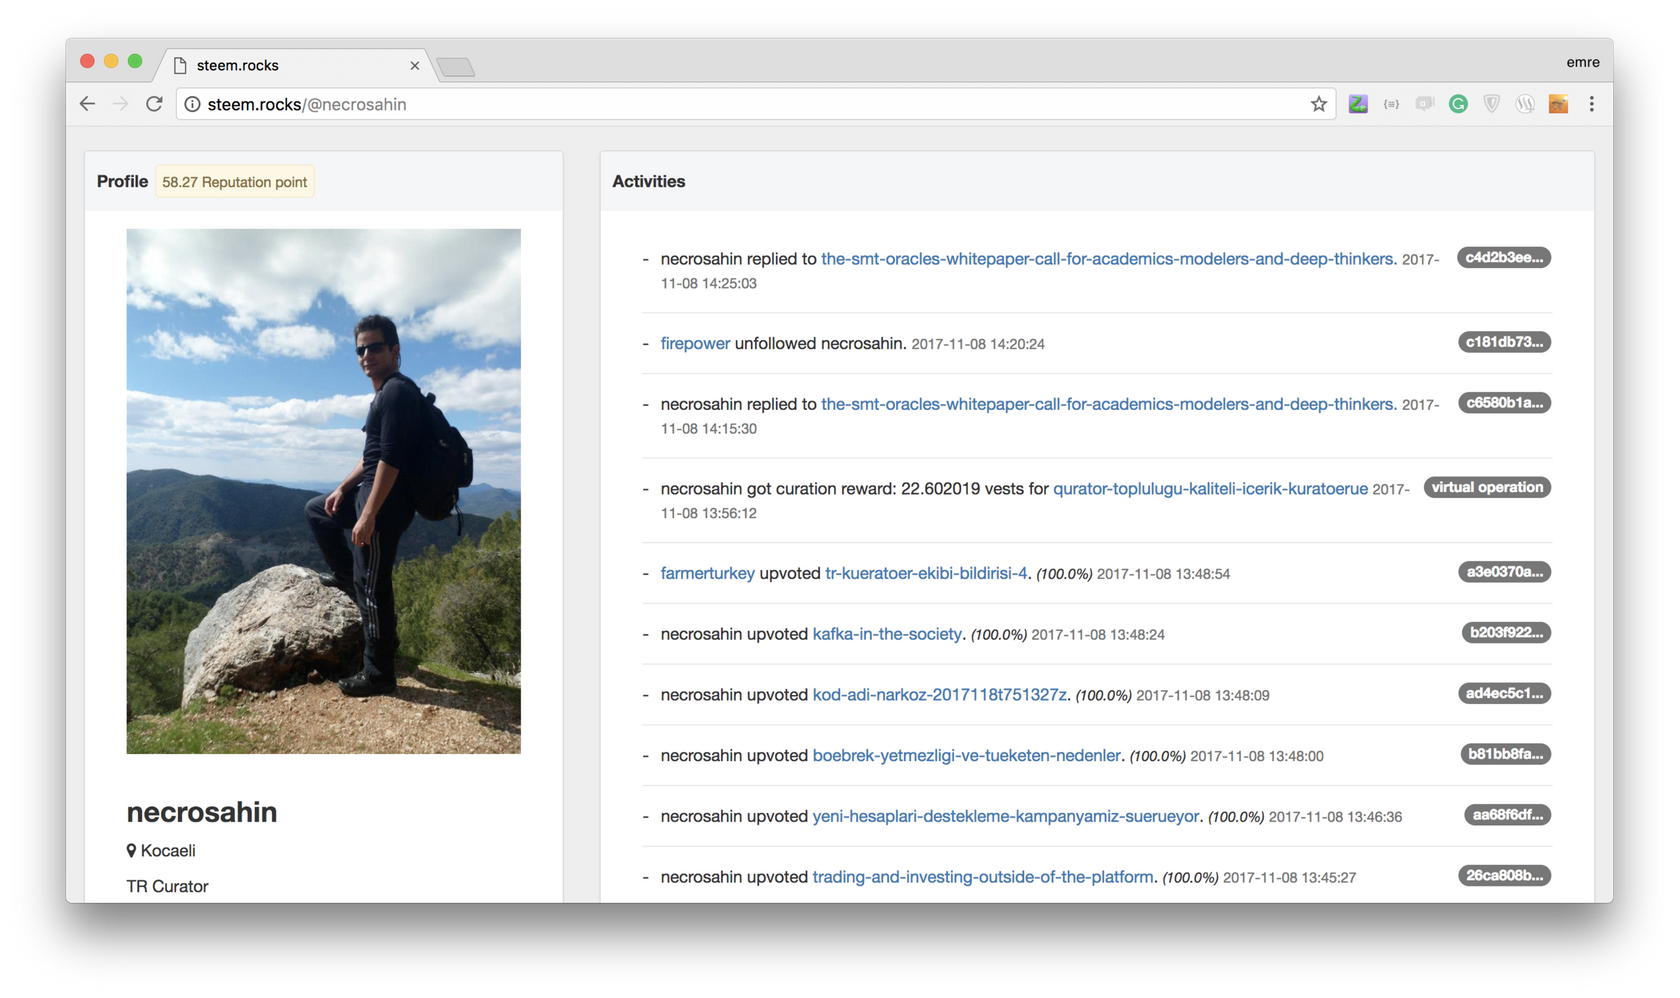 steem.rocks
emre
steem.rocks/@necrosahin
Profile 58.27 Reputation point
necrosahin
Kocaeli
TR Curator
Activities
- necrosahin replied to the-smt-oracles-whitepaper-call-for-academics-modelers-and-deep-thinkers. 2017- c4d2b3ee...
11-08 14:25:03
- firepower unfollowed necrosahin. 2017-11-08 14:20:24 c181db73...
- necrosahin replied to the-smt-oracles-whitepaper-call-for-academics-modelers-and-deep-thinkers. 2017- c6580b1a...
11-08 14:15:30
- necrosahin got curation reward: 22.602019 vests for qurator-toplulugu-kaliteli-icerik-kuratoerue 2017- virtual operation
11-08 13:56:12
- farmerturkey upvoted tr-kueratoer-ekibi-bildirisi-4. (100.0%) 2017-11-08 13:48:54 a3e0370a...
- necrosahin upvoted kafka-in-the-society. (100.0%) 2017-11-08 13:48:24 b203f922...
- necrosahin upvoted kod-adi-narkoz-2017118t751327z. (100.0%) 2017-11-08 13:48:09 ad4ec5c1...
- necrosahin upvoted boebrek-yetmezligi-ve-tueketen-nedenler. (100.0%) 2017-11-08 13:48:00 b81bb8fa...
- necrosahin upvoted yeni-hesaplari-destekleme-kampanyamiz-suerueyor. (100.0%) 2017-11-08 13:46:36 aa68f6df...
- necrosahin upvoted trading-and-investing-outside-of-the-platform. (100.0%) 2017-11-08 13:45:27 26ca808b...